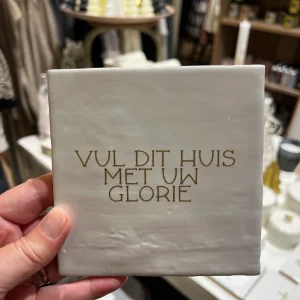 VUL DIT HUIS
MET UW
GLORIE